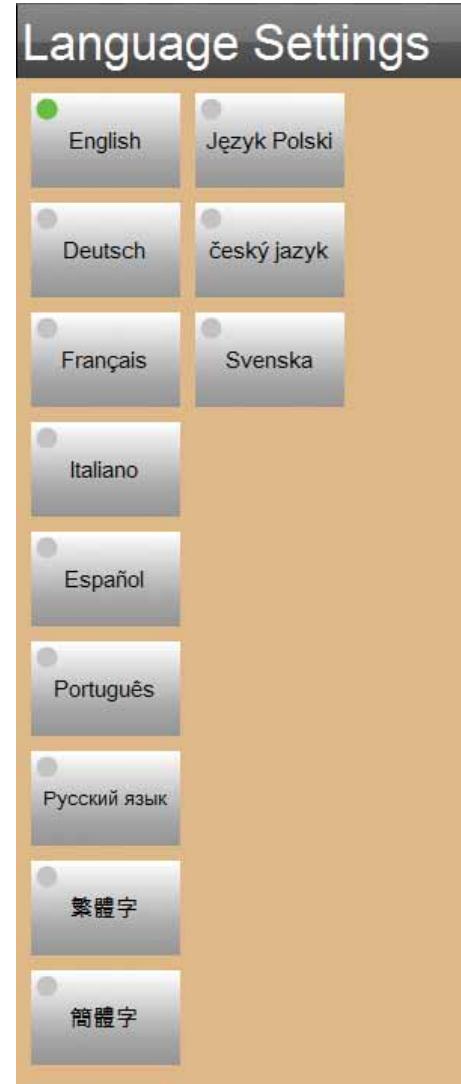 Language Settings
English
Język Polski
Deutsch
český jazyk
Français
Svenska
Italiano
Español
Português
Русский язык
繁體字
簡體字